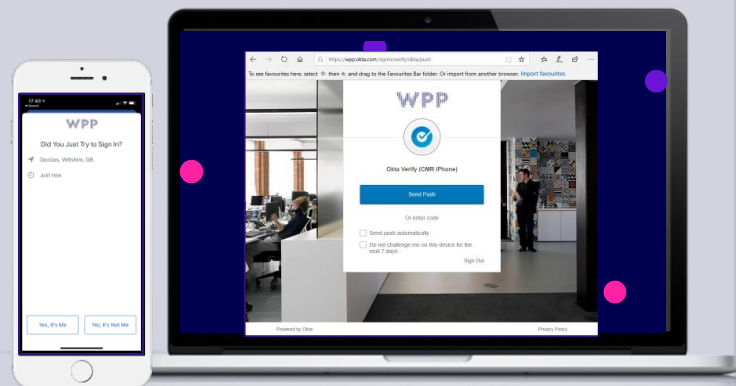 17:43
Search
WPP
Did You Just Try to Sign In?
Devizes, Wiltshire, GB
Just now
Yes, It's Me
No, It's Not Me
https://wpp.okta.com/signin/verify/okta/push
To see favourites here, select then, and drag to the Favourites Bar folder. Or import from another browser. Import favourites
WPP
Okta Verify (CMR iPhone)
Send Push
Or enter code
Send push automatically
Do not challenge me on this device for the
next 7 days
Sign Out
Powered by Okta
Privacy Policy